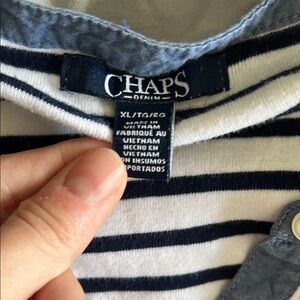 CHAPS
DENIM
XL/TG/EG
MADE IN
VIETNAM
FABRIQUÉ AU
VIETNAM
HECHO EN
VIETNAM
CON INSUMOS
IMPORTADOS